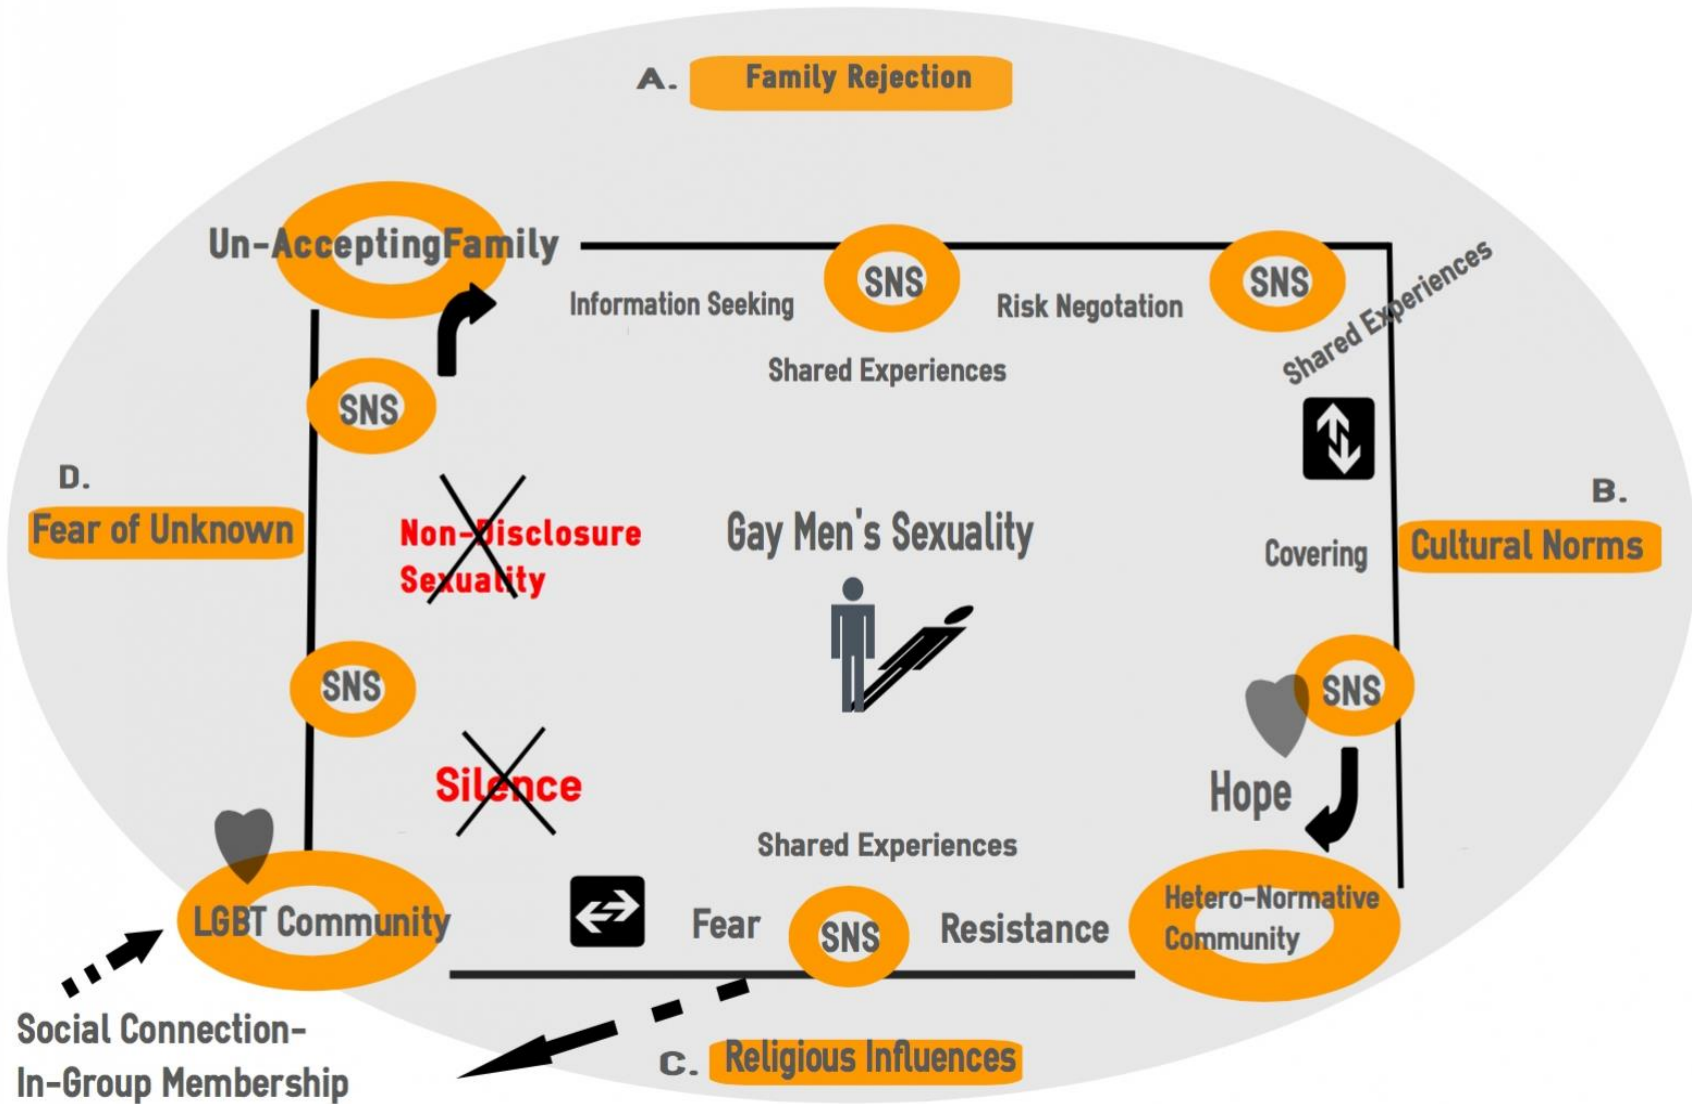 A. Family Rejection
Un-AcceptingFamily
SNS
SNS
Information Seeking
Risk Negotation
Shared Experiences
Shared Experiences
SNS
D.
Fear of Unknown
Non-Disclosure
Sexuality
Gay Men's Sexuality
B.
Cultural Norms
Covering
SNS
SNS
Hope
Silence
Shared Experiences
LGBT Community
Fear
SNS
Resistance
Hetero-Normative
Community
Social Connection-
In-Group Membership
C. Religious Influences